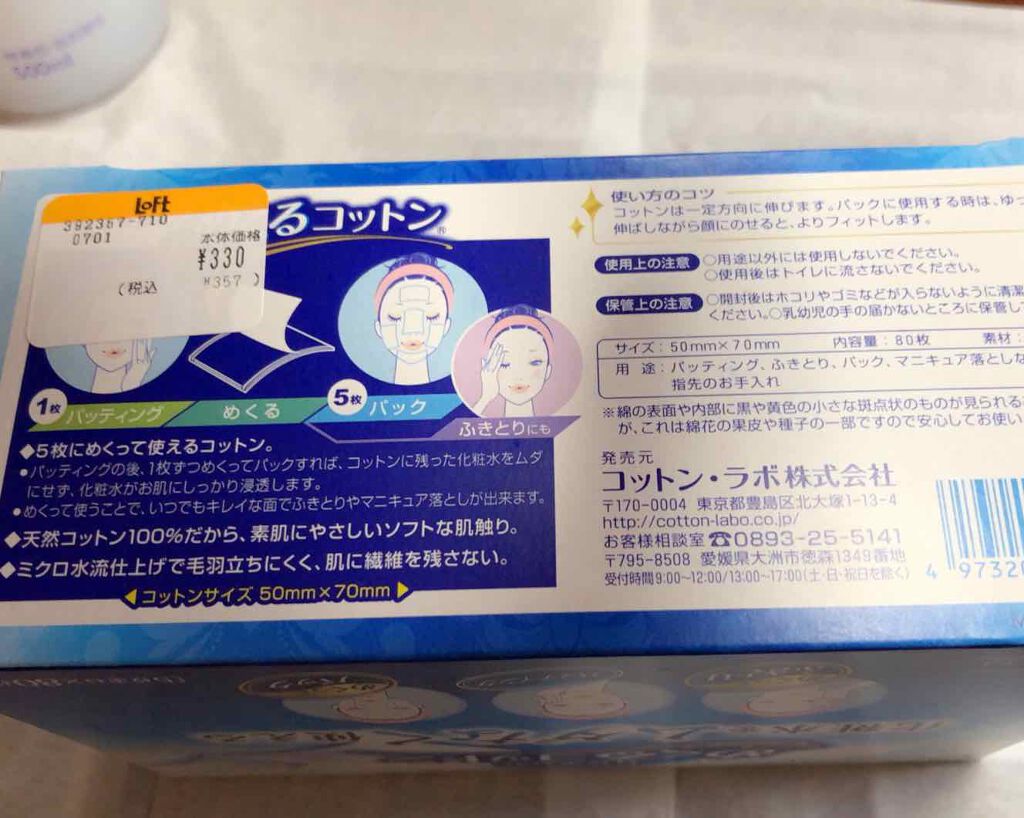 500ml
Loft
392357-710
0701
本体価格
¥330
(税込 ¥357)
るコットン®
1枚 パッティング
めくる
5枚 パック
ふきとりにも
◆5枚にめくって使えるコットン。
●パッティングの後、1枚ずつめくってパックすれば、コットンに残った化粧水をムダ
にせず、化粧水がお肌にしっかり浸透します。
●めくって使うことで、いつでもキレイな面でふきとりやマニキュア落としが出来ます。
◆天然コットン100%だから、素肌にやさしいソフトな肌触り。
◆ミクロ水流仕上げで毛羽立ちにくく、肌に繊維を残さない。
コットンサイズ 50mm×70mm
使い方のコツ
コットンは一定方向に伸びます。パックに使用する時は、ゆっ
伸ばしながら顔にのせると、よりフィットします。
使用上の注意 ○用途以外には使用しないでください。
○使用後はトイレに流さないでください。
保管上の注意 ○開封後はホコリやゴミなどが入らないように清潔
ください。○乳幼児の手の届かないところに保管し
サイズ:50mm×70mm 内容量:80枚 素材:
用途:パッティング、ふきとり、パック、マニキュア落としな
指先のお手入れ
※綿の表面や内部に黒や黄色の小さな斑点状のものが見られる
が、これは綿花の果皮や種子の一部ですので安心してお使い
発売元
コットン・ラボ株式会社
〒170-0004 東京都豊島区北大塚1-13-4
http://cotton-labo.co.jp/
お客様相談室☎0893-25-5141
〒795-8508 愛媛県大洲市徳森1349番地
受付時間9:00~12:00/13:00~17:00(土・日・祝日を除く)
4 97320